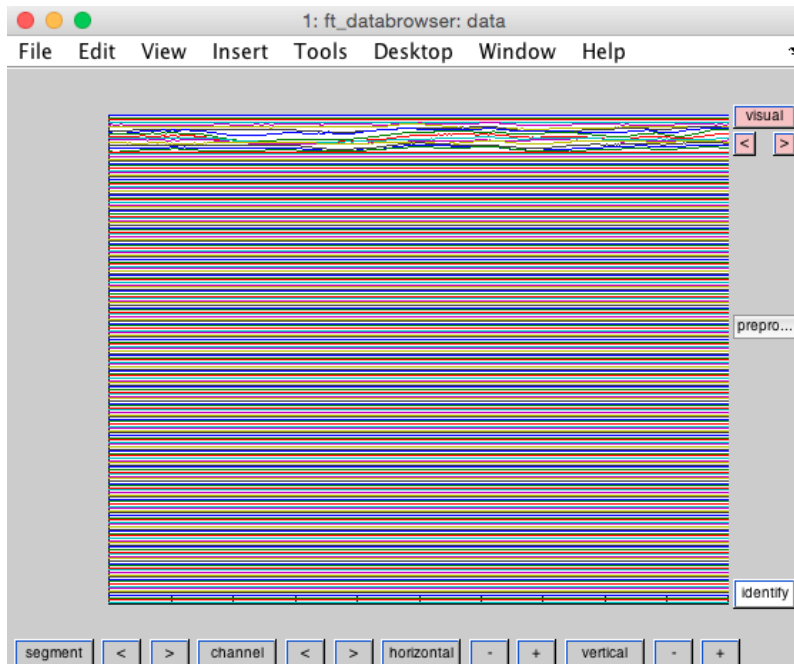 1: ft_databrowser: data
File Edit View Insert Tools Desktop Window Help
visual
< >
prepro...
identify
segment < > channel < > horizontal - + vertical - +